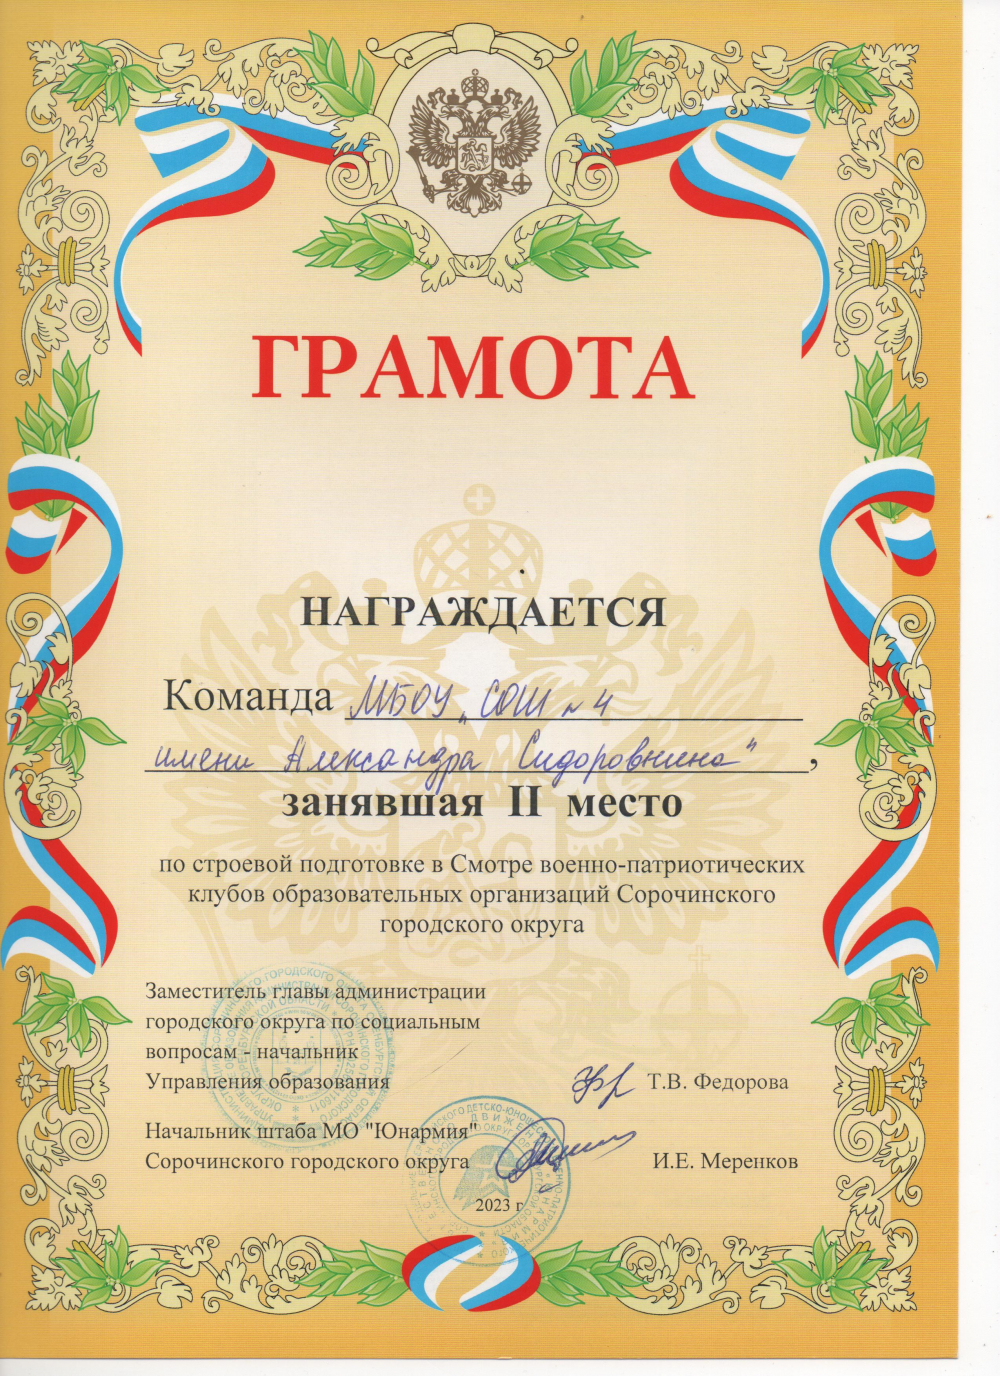 ГРАМОТА
НАГРАЖДАЕТСЯ
Команда МБОУ „СОШ №4
имени Александра Сидоровнина",
занявшая II место
по строевой подготовке в Смотре военно-патриотических
клубов образовательных организаций Сорочинского
городского округа
Заместитель главы администрации
городского округа по социальным
вопросам - начальник
Управления образования
Т.В. Федорова
Начальник штаба МО "Юнармия"
Сорочинского городского округа
И.Е. Меренков
2023 г